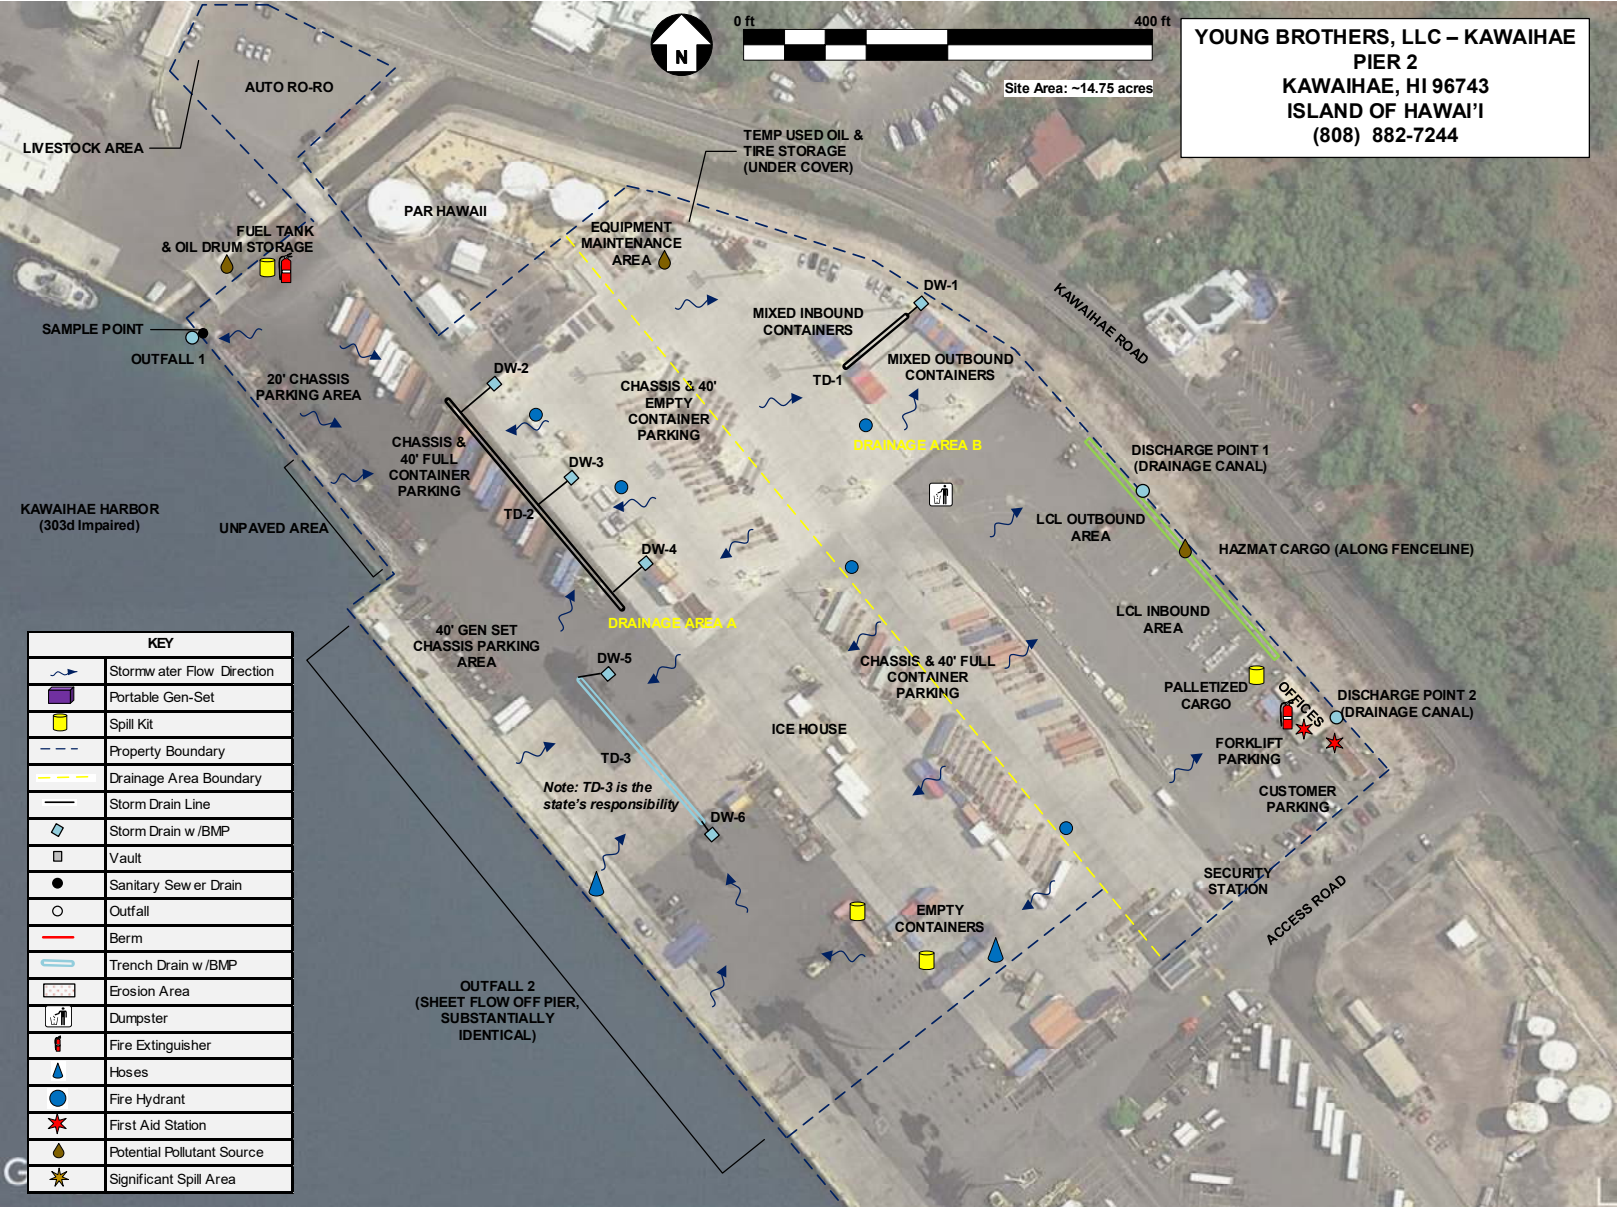 0 ft
400 ft
N
Site Area: ~14.75 acres
YOUNG BROTHERS, LLC – KAWAIHAE
PIER 2
KAWAIHAE, HI 96743
ISLAND OF HAWAI’I
(808) 882-7244
AUTO RO-RO
LIVESTOCK AREA
TEMP USED OIL &
TIRE STORAGE
(UNDER COVER)
PAR HAWAII
FUEL TANK
& OIL DRUM STORAGE
EQUIPMENT
MAINTENANCE
AREA
DW-1
KAWAIHAE ROAD
SAMPLE POINT
OUTFALL 1
MIXED INBOUND
CONTAINERS
MIXED OUTBOUND
CONTAINERS
TD-1
DW-2
20' CHASSIS
PARKING AREA
CHASSIS & 40'
EMPTY
CONTAINER
PARKING
CHASSIS &
40' FULL
CONTAINER
PARKING
DRAINAGE AREA B
DISCHARGE POINT 1
(DRAINAGE CANAL)
DW-3
TD-2
KAWAIHAE HARBOR
(303d Impaired)
UNPAVED AREA
LCL OUTBOUND
AREA
HAZMAT CARGO (ALONG FENCELINE)
DW-4
LCL INBOUND
AREA
DRAINAGE AREA A
40' GEN SET
CHASSIS PARKING
AREA
DW-5
CHASSIS & 40' FULL
CONTAINER
PARKING
PALLETIZED
CARGO
OFFICES
DISCHARGE POINT 2
(DRAINAGE CANAL)
ICE HOUSE
FORKLIFT
PARKING
TD-3
Note: TD-3 is the
state's responsibility
CUSTOMER
PARKING
DW-6
SECURITY
STATION
ACCESS ROAD
EMPTY
CONTAINERS
OUTFALL 2
(SHEET FLOW OFF PIER,
SUBSTANTIALLY
IDENTICAL)
KEY
Stormwater Flow Direction
Portable Gen-Set
Spill Kit
Property Boundary
Drainage Area Boundary
Storm Drain Line
Storm Drain w/BMP
Vault
Sanitary Sewer Drain
Outfall
Berm
Trench Drain w/BMP
Erosion Area
Dumpster
Fire Extinguisher
Hoses
Fire Hydrant
First Aid Station
Potential Pollutant Source
Significant Spill Area
G